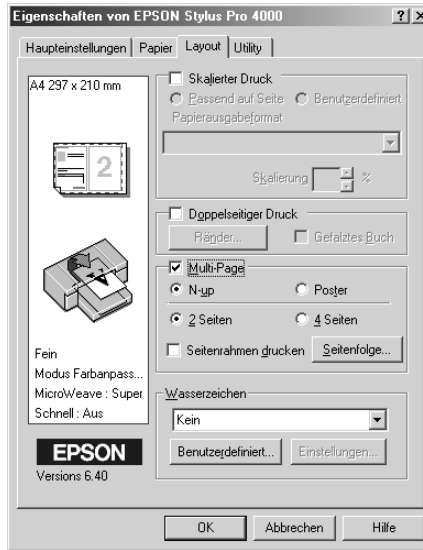 Eigenschaften von EPSON Stylus Pro 4000
Haupteinstellungen Papier Layout Utility
A4 297 x 210 mm
2
Fein
Modus Farbanpass...
MicroWeave : Super
Schnell : Aus
EPSON
Versions 6.40
Skalierter Druck
Passend auf Seite Benutzerdefiniert
Papierausgabeformat
Skalierung %
Doppelseitiger Druck
Ränder... Gefalztes Buch
Multi-Page
N-up Poster
2 Seiten 4 Seiten
Seitenrahmen drucken Seitenfolge...
Wasserzeichen
Kein
Benutzerdefiniert... Einstellungen...
OK Abbrechen Hilfe